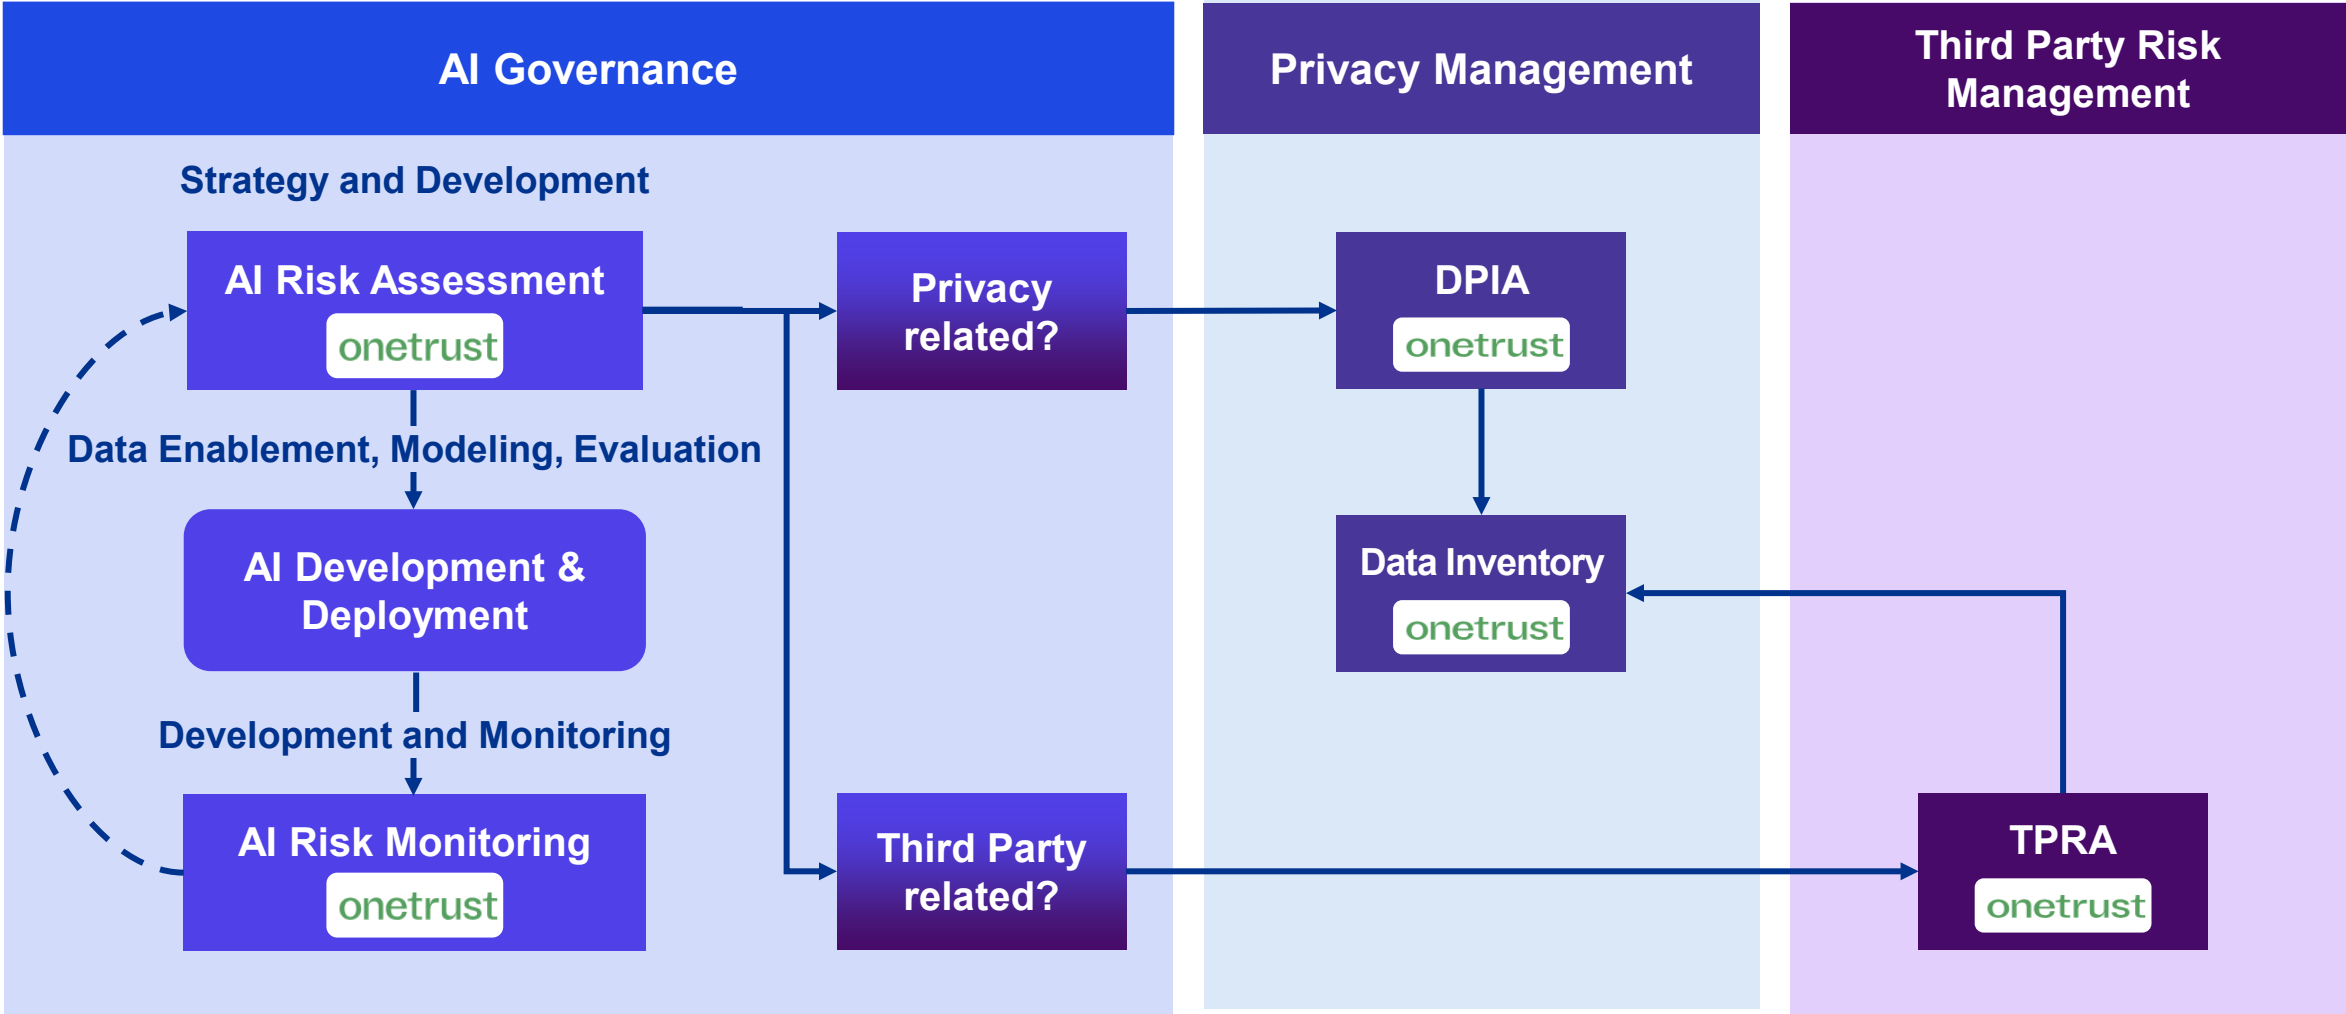 AI Governance
Privacy Management
Third Party Risk
Management
Strategy and Development
AI Risk Assessment
onetrust
Privacy
related?
DPIA
onetrust
Data Enablement, Modeling, Evaluation
AI Development &
Deployment
Data Inventory
onetrust
Development and Monitoring
AI Risk Monitoring
onetrust
Third Party
related?
TPRA
onetrust